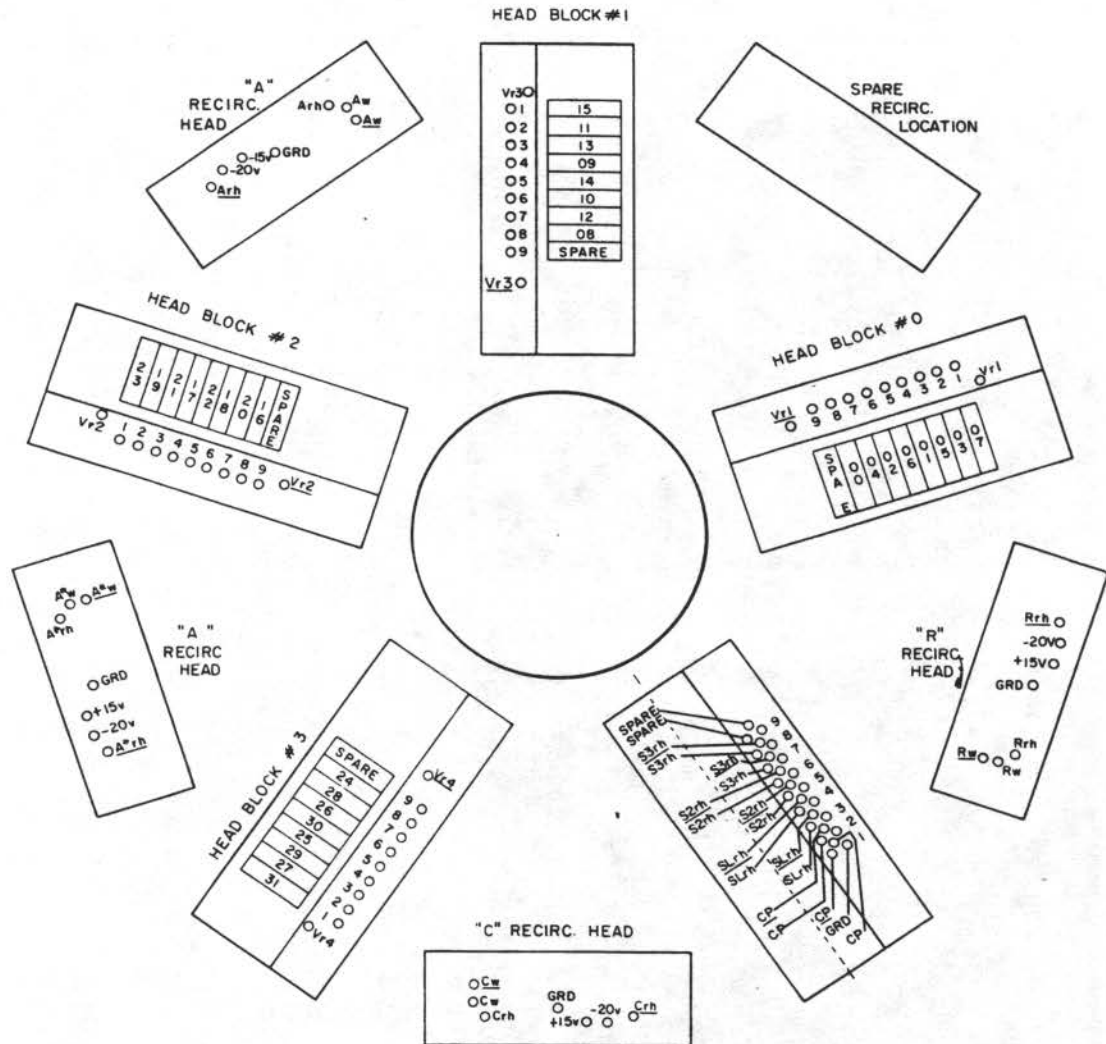 HEAD BLOCK #1
"A"
RECIRC.
HEAD
Arh
Aw
Aw
-15v
GRD
-20v
Arh
Vr3
1
2
3
4
5
6
7
8
9
Vr3
15
11
13
09
14
10
12
08
SPARE
SPARE
RECIRC.
LOCATION
HEAD BLOCK #2
23
19
21
17
22
18
20
16
SPARE
Vr2
1
2
3
4
5
6
7
8
9
Vr2
HEAD BLOCK #0
Vr1
9
8
7
6
5
4
3
2
1
Vr1
SPA E
00
04
02
06
01
05
03
07
A*w
A*w
A*rh
GRD
+15v
-20v
A*rh
"A "
RECIRC
HEAD
"R"
RECIRC
HEAD
Rrh
-20V
+15V
GRD
Rrh
Rw
Rw
HEAD BLOCK # 3
SPARE
24
28
26
30
25
29
27
31
Vr4
9
8
7
6
5
4
3
2
1
Vr4
SPARE
SPARE
S3rh
S3rh
S3rh
S3rh
S2rh
S2rh
S2rh
S2rh
SLrh
SLrh
SLrh
SLrh
CP
CP
CP
GRD
CP
9
8
7
6
5
4
3
2
1
"C" RECIRC. HEAD
Cw
Cw
Crh
GRD
+15v
-20v
Crh